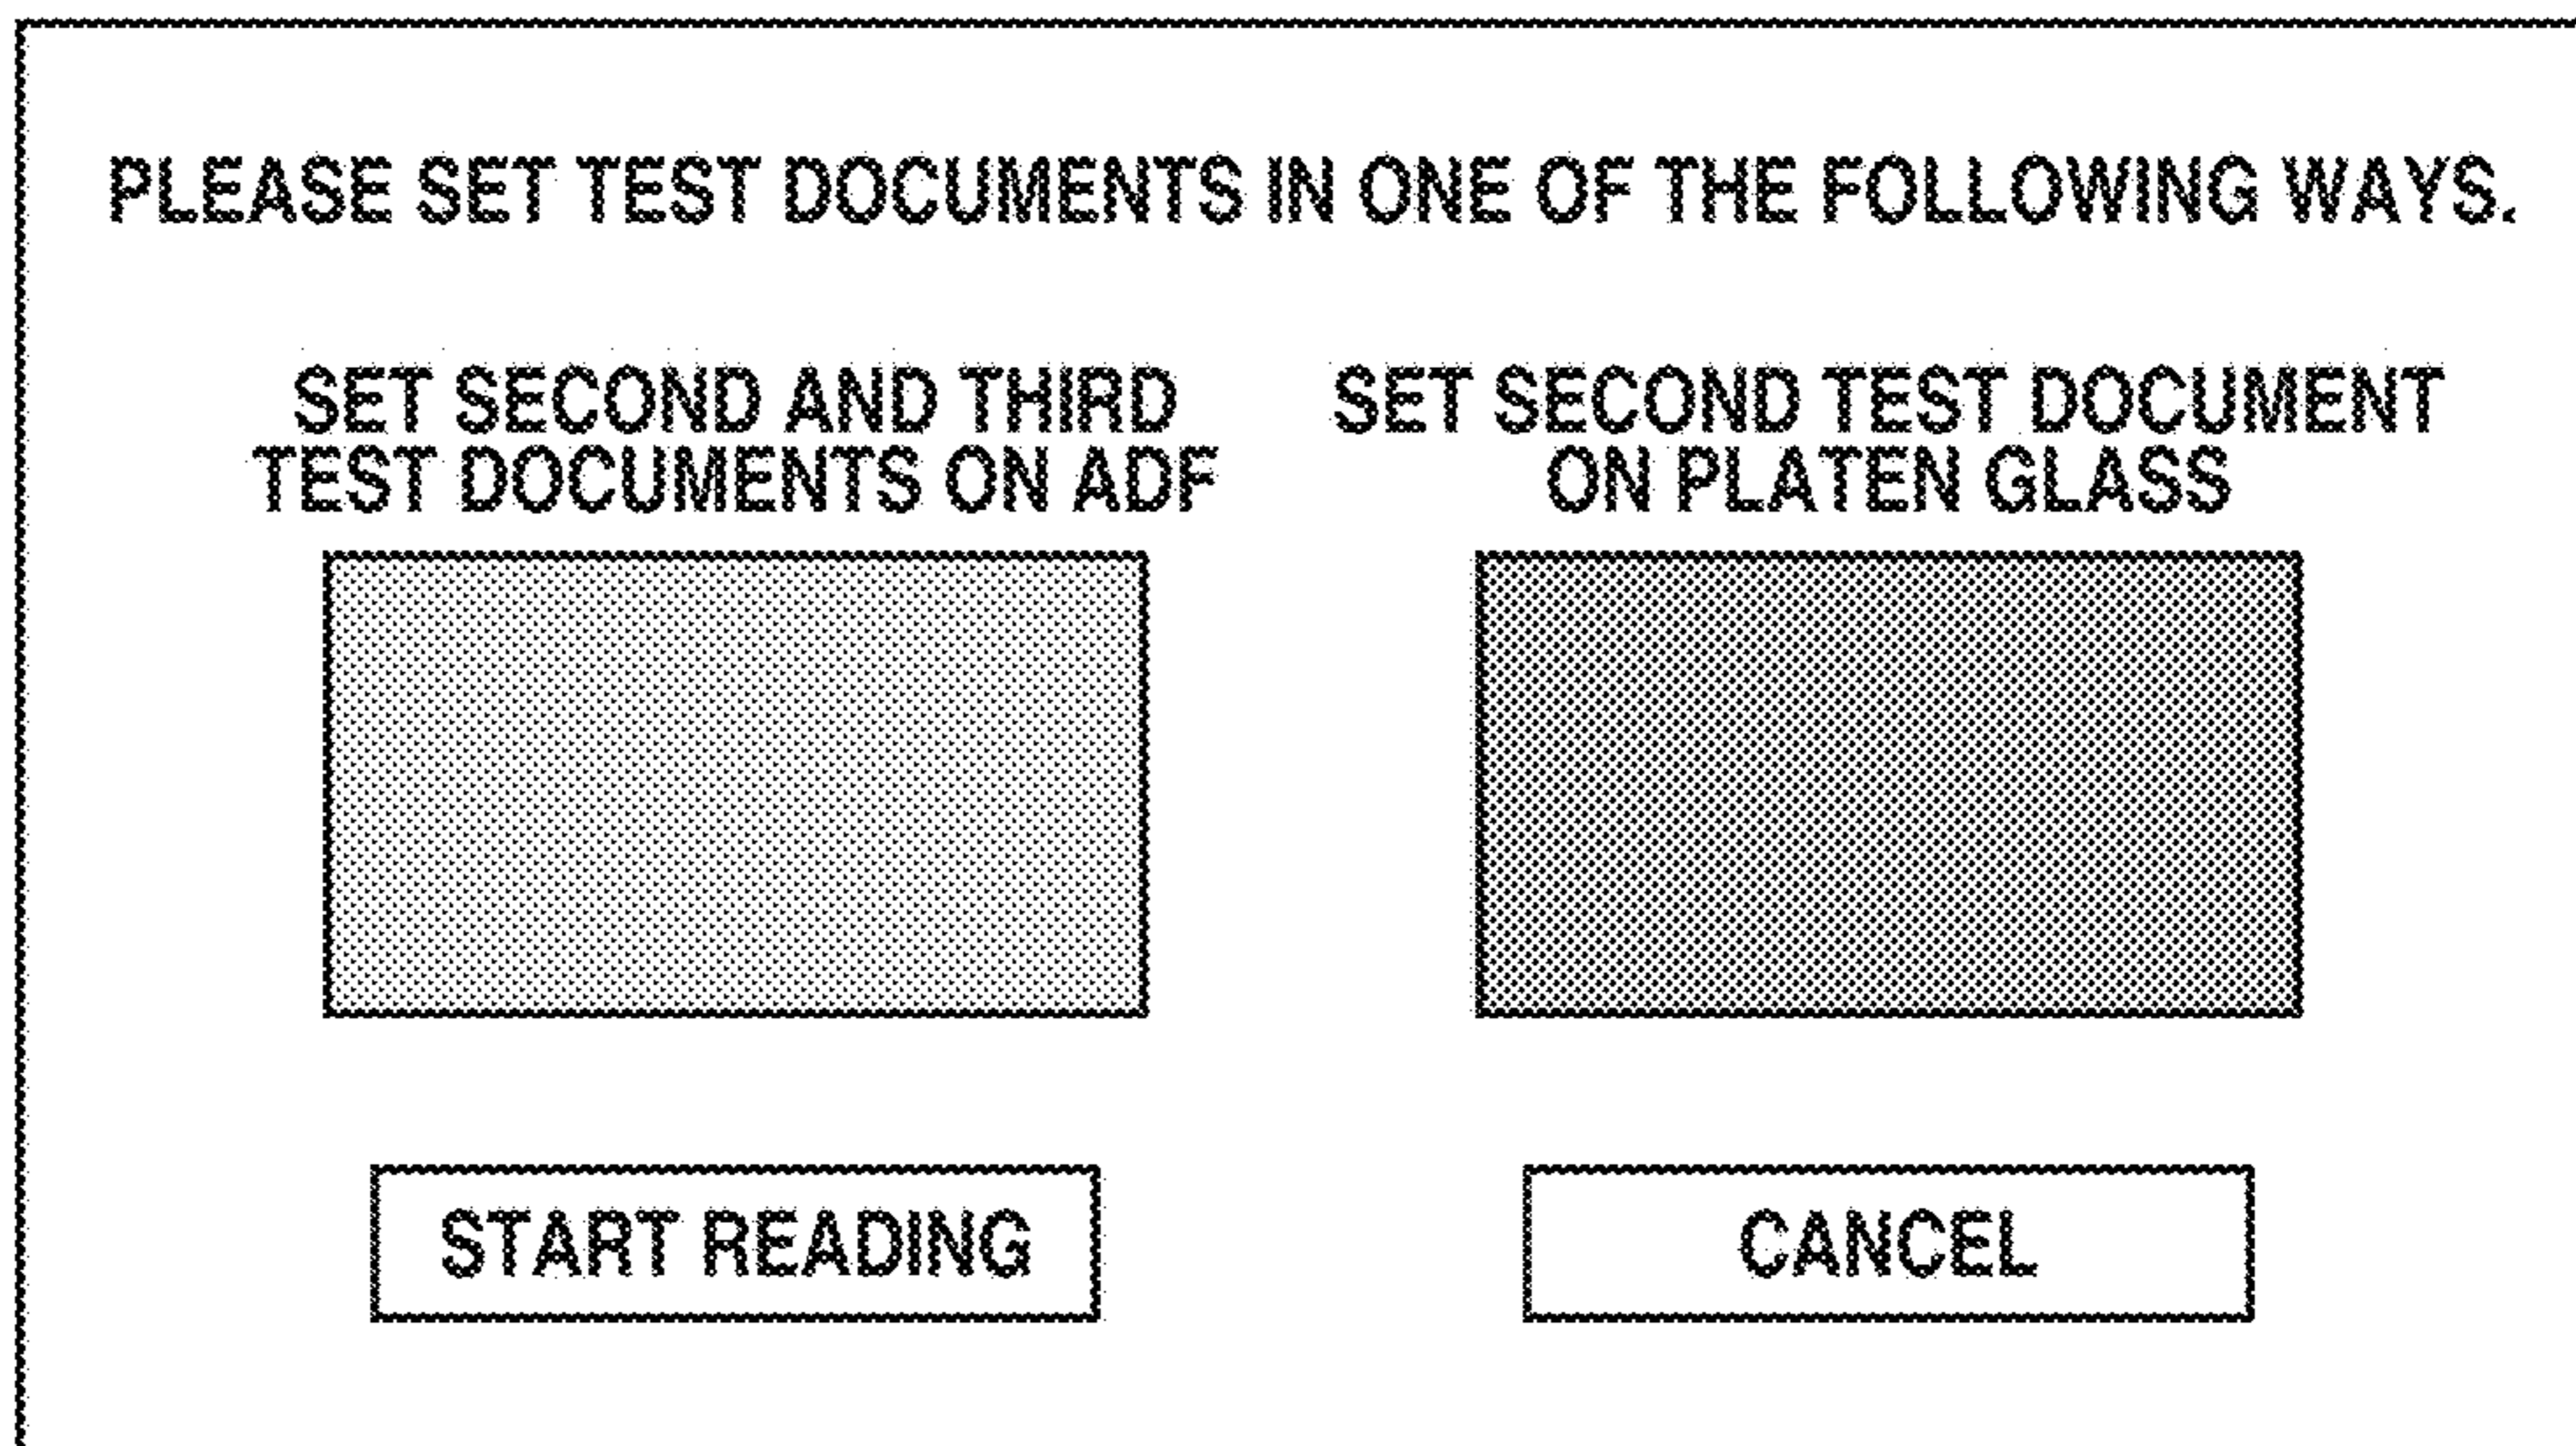 PLEASE SET TEST DOCUMENTS IN ONE OF THE FOLLOWING WAYS.
SET SECOND AND THIRD
TEST DOCUMENTS ON ADF
SET SECOND TEST DOCUMENT
ON PLATEN GLASS
START READING
CANCEL